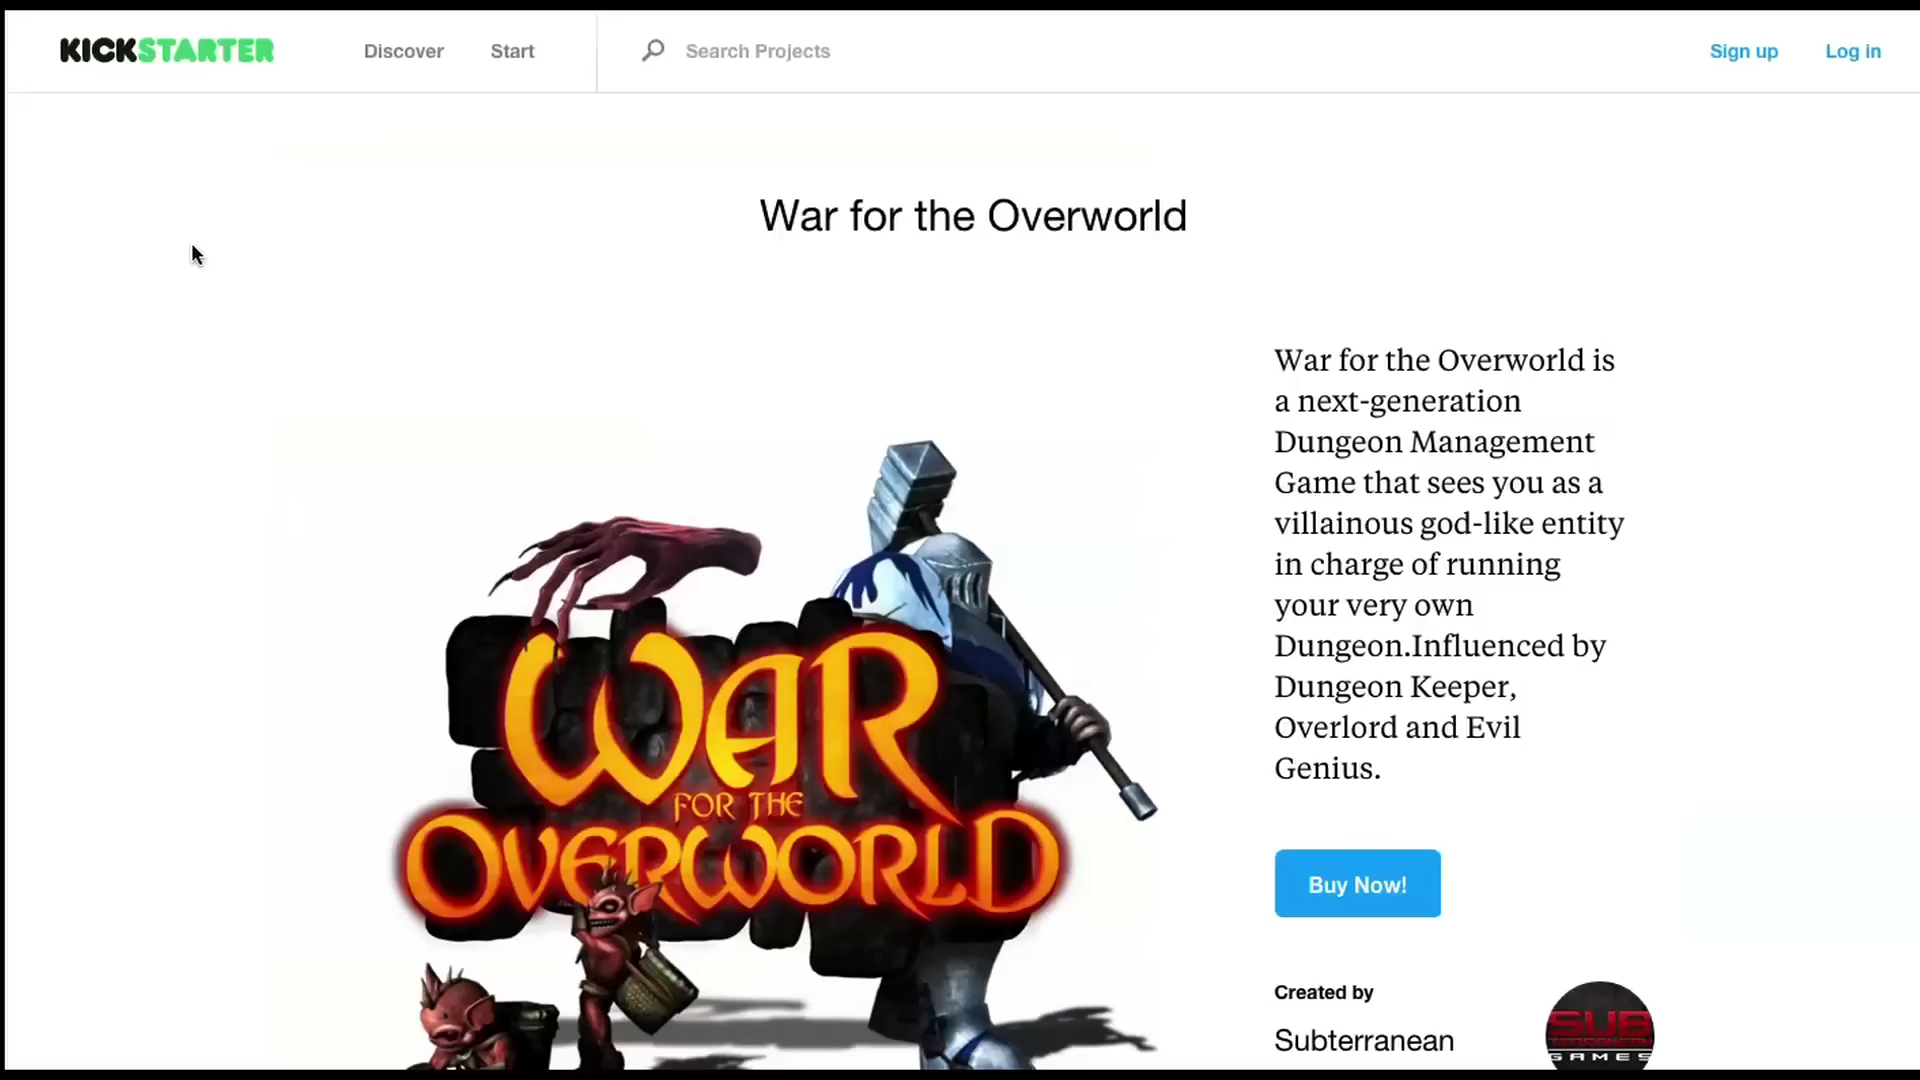 KICKSTARTER
Discover
Start
Search Projects
Sign up
Log in
War for the Overworld
War for the Overworld is
a next-generation
Dungeon Management
Game that sees you as a
villainous god-like entity
in charge of running
your very own
Dungeon.Influenced by
Dungeon Keeper,
Overlord and Evil
Genius.
WAR
FOR THE
OVERWORLD
Buy Now!
Created by
Subterranean
SUB
TERRANEAN
GAMES